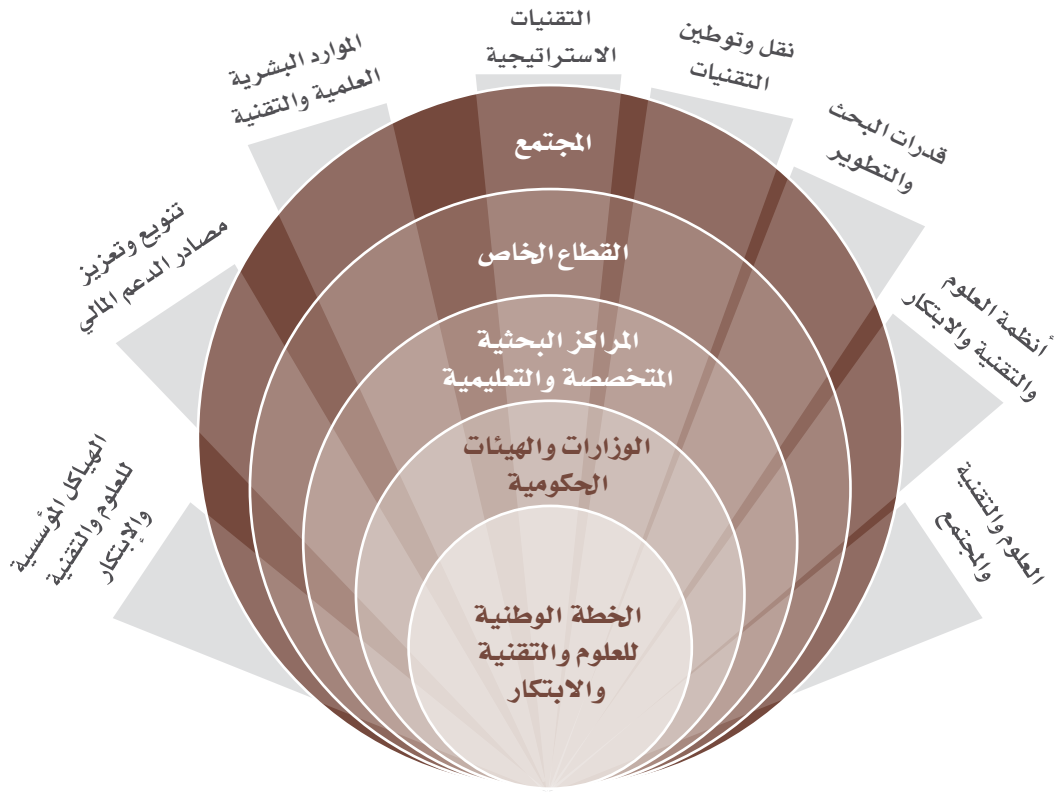 التقنيات
الاستراتيجية
نقل وتوطين
التقنيات
قدرات البحث
والتطوير
أنظمة العلوم
والتقنية والابتكار
العلوم والتقنية
والمجتمع
الموارد البشرية
العلمية والتقنية
تنويع وتعزيز
مصادر الدعم المالي
الهياكل المؤسسية
للعلوم والتقنية
والإبتكار
المجتمع
القطاع الخاص
المراكز البحثية
المتخصصة والتعليمية
الوزارات والهيئات
الحكومية
الخطة الوطنية
للعلوم والتقنية
والابتكار